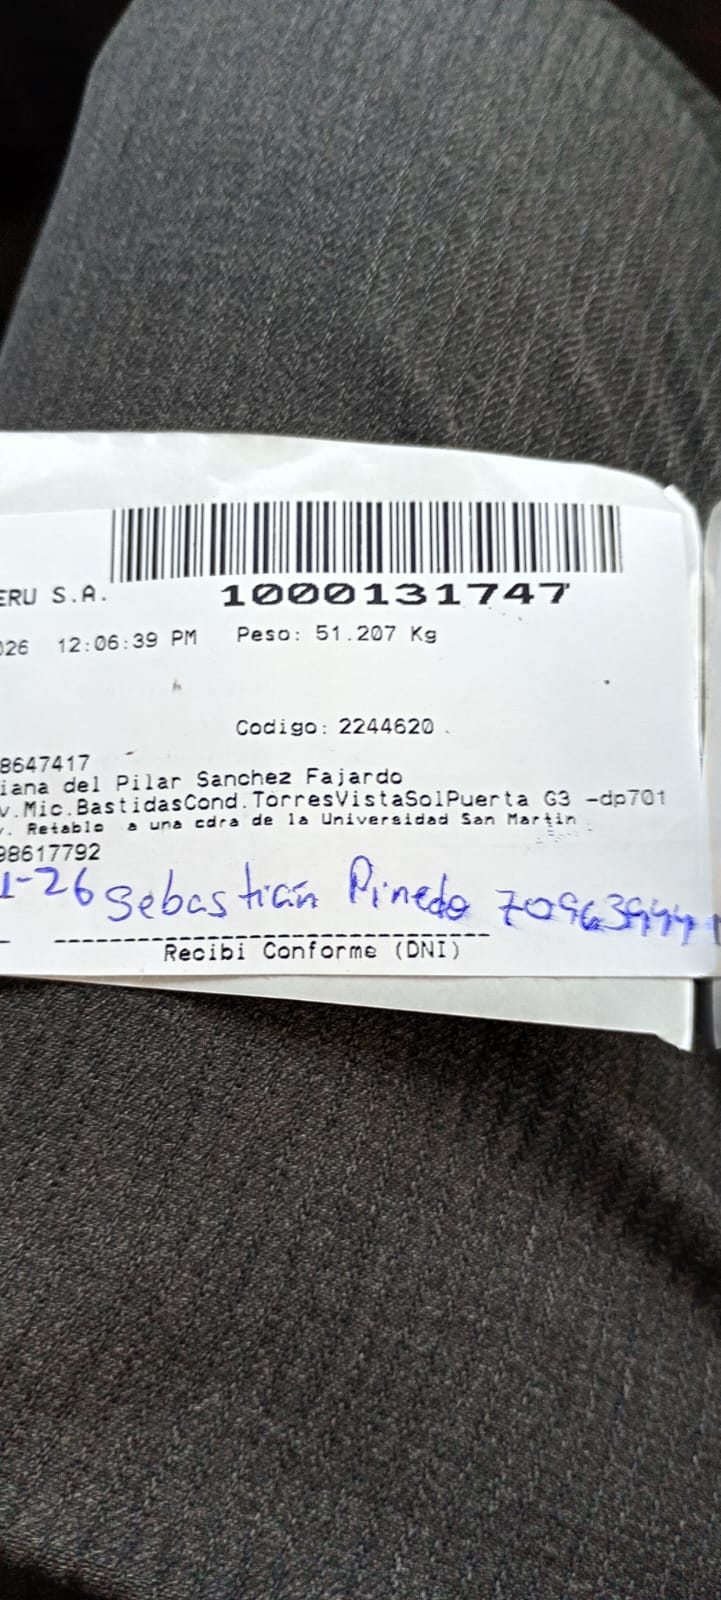 1000131747
ERU S.A.
026 12:06:39 PM Peso: 51.207 Kg
Codigo: 2244620
8647417
iana del Pilar Sanchez Fajardo
v.Mic.BastidasCond.TorresVistaSolPuerta G3 -dp701
v. Retablo a una cdra de la Universidad San Martin
98617792
1-26 Sebastián Pinedo
Recibi Conforme (DNI)